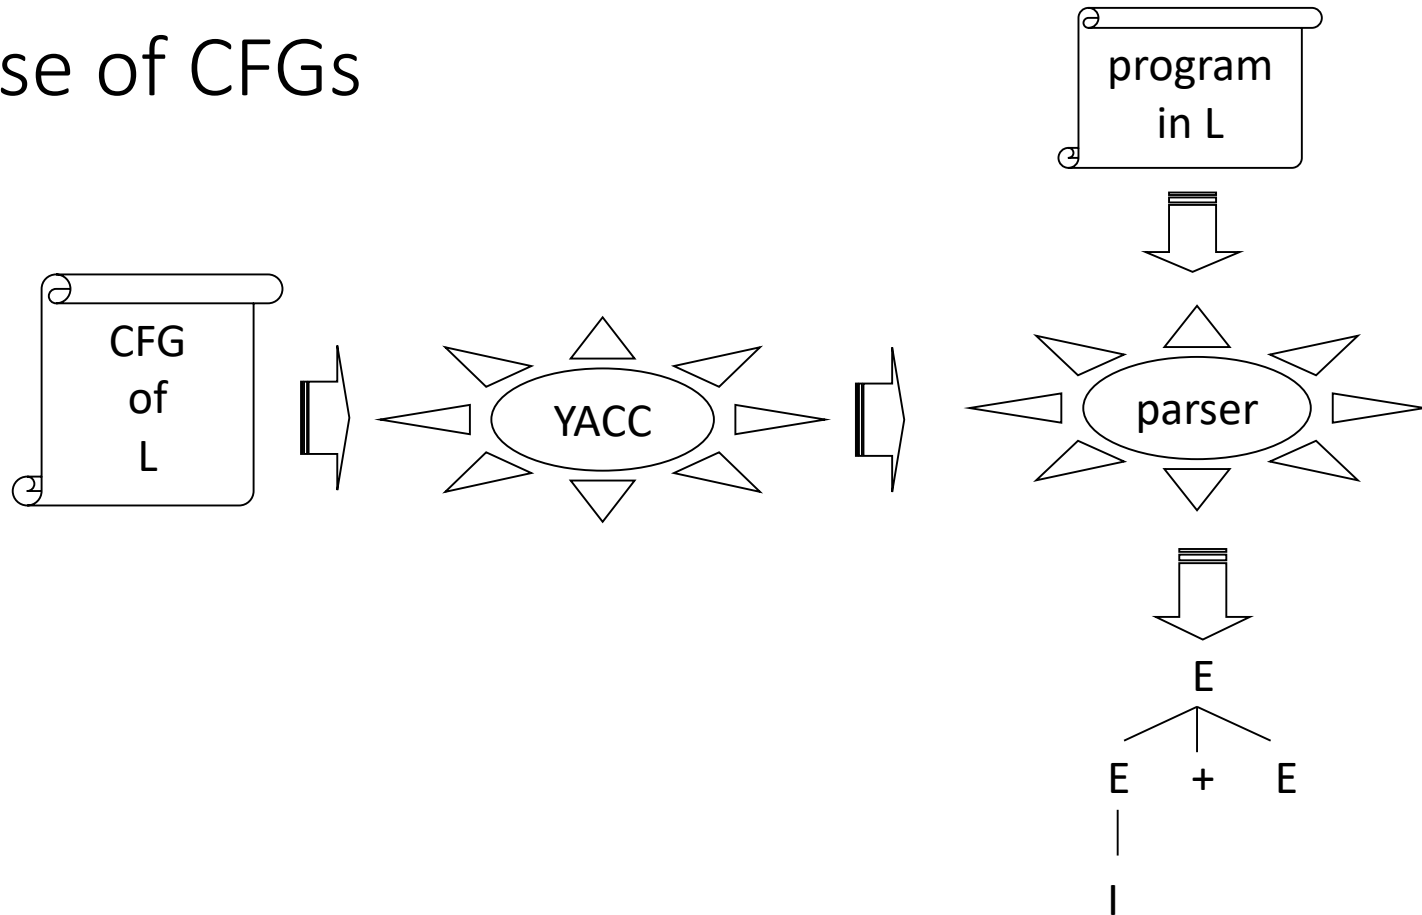 se of CFGs
program
in L
CFG
of
L
YACC
parser
E
E + E
I